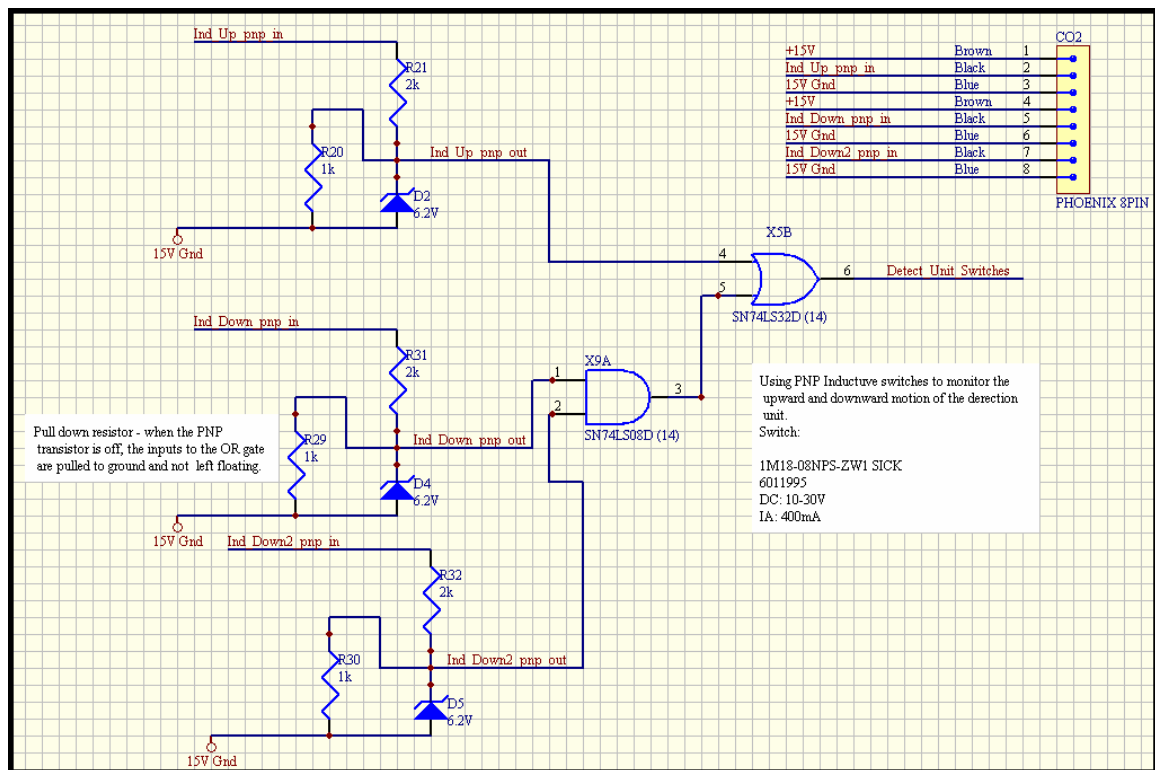 Ind Up pnp in
R21
2k
R20
1k
Ind Up pnp out
D2
6.2V
15V Gnd
CO2
+15V Brown 1
Ind Up pnp in Black 2
15V Gnd Blue 3
+15V Brown 4
Ind Down pnp in Black 5
15V Gnd Blue 6
Ind Down2 pnp in Black 7
15V Gnd Blue 8
PHOENIX 8PIN
X5B
4
5
6
Detect Unit Switches
SN74LS32D (14)
Ind Down pnp in
R31
2k
R29
1k
Ind Down pnp out
D4
6.2V
15V Gnd
X9A
1
2
3
SN74LS08D (14)
Pull down resistor - when the PNP
transistor is off, the inputs to the OR gate
are pulled to ground and not left floating.
Using PNP Inductuve switches to monitor the
upward and downward motion of the derection
unit.
Switch:
1M18-08NPS-ZW1 SICK
6011995
DC: 10-30V
IA: 400mA
Ind Down2 pnp in
R32
2k
R30
1k
Ind Down2 pnp out
D5
6.2V
15V Gnd